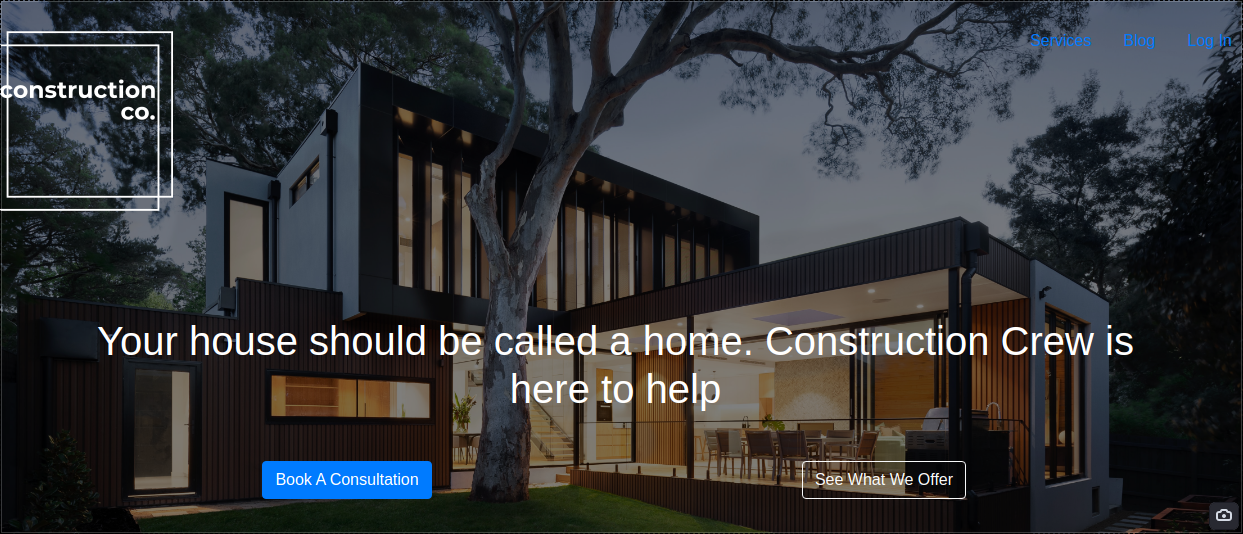 Services Blog Log In
construction
co.
Your house should be called a home. Construction Crew is
here to help
Book A Consultation See What We Offer